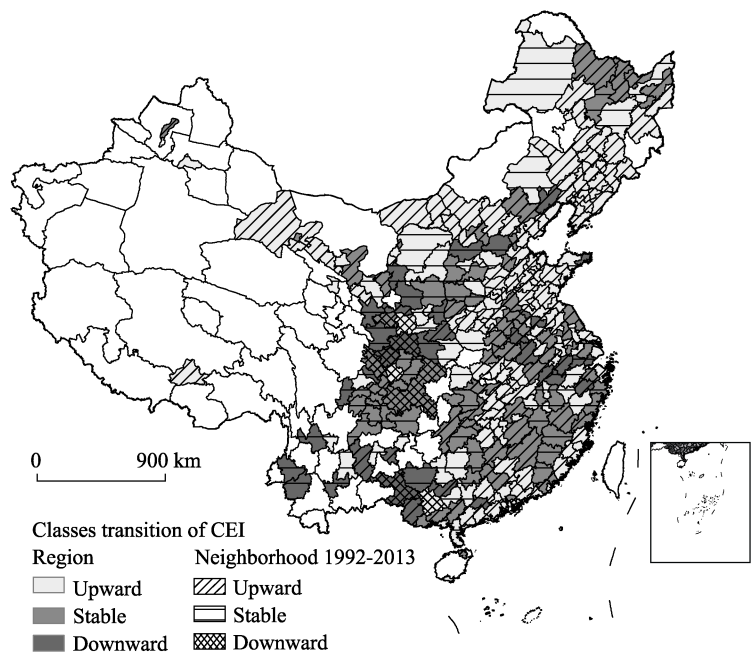 0 900 km
Classes transition of CEI
Region Neighborhood 1992-2013
Upward Upward
Stable Stable
Downward Downward